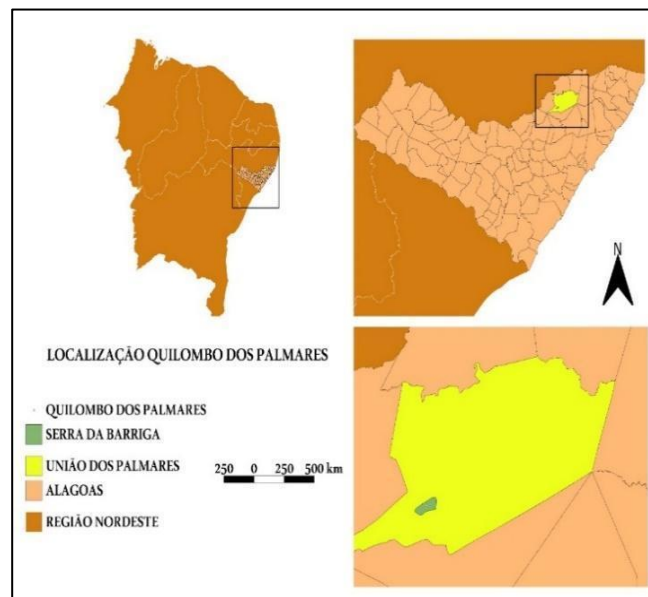 N
LOCALIZAÇÃO QUILOMBO DOS PALMARES
QUILOMBO DOS PALMARES
SERRA DA BARRIGA
UNIÃO DOS PALMARES
250 0 250 500 km
ALAGOAS
REGIÃO NORDESTE